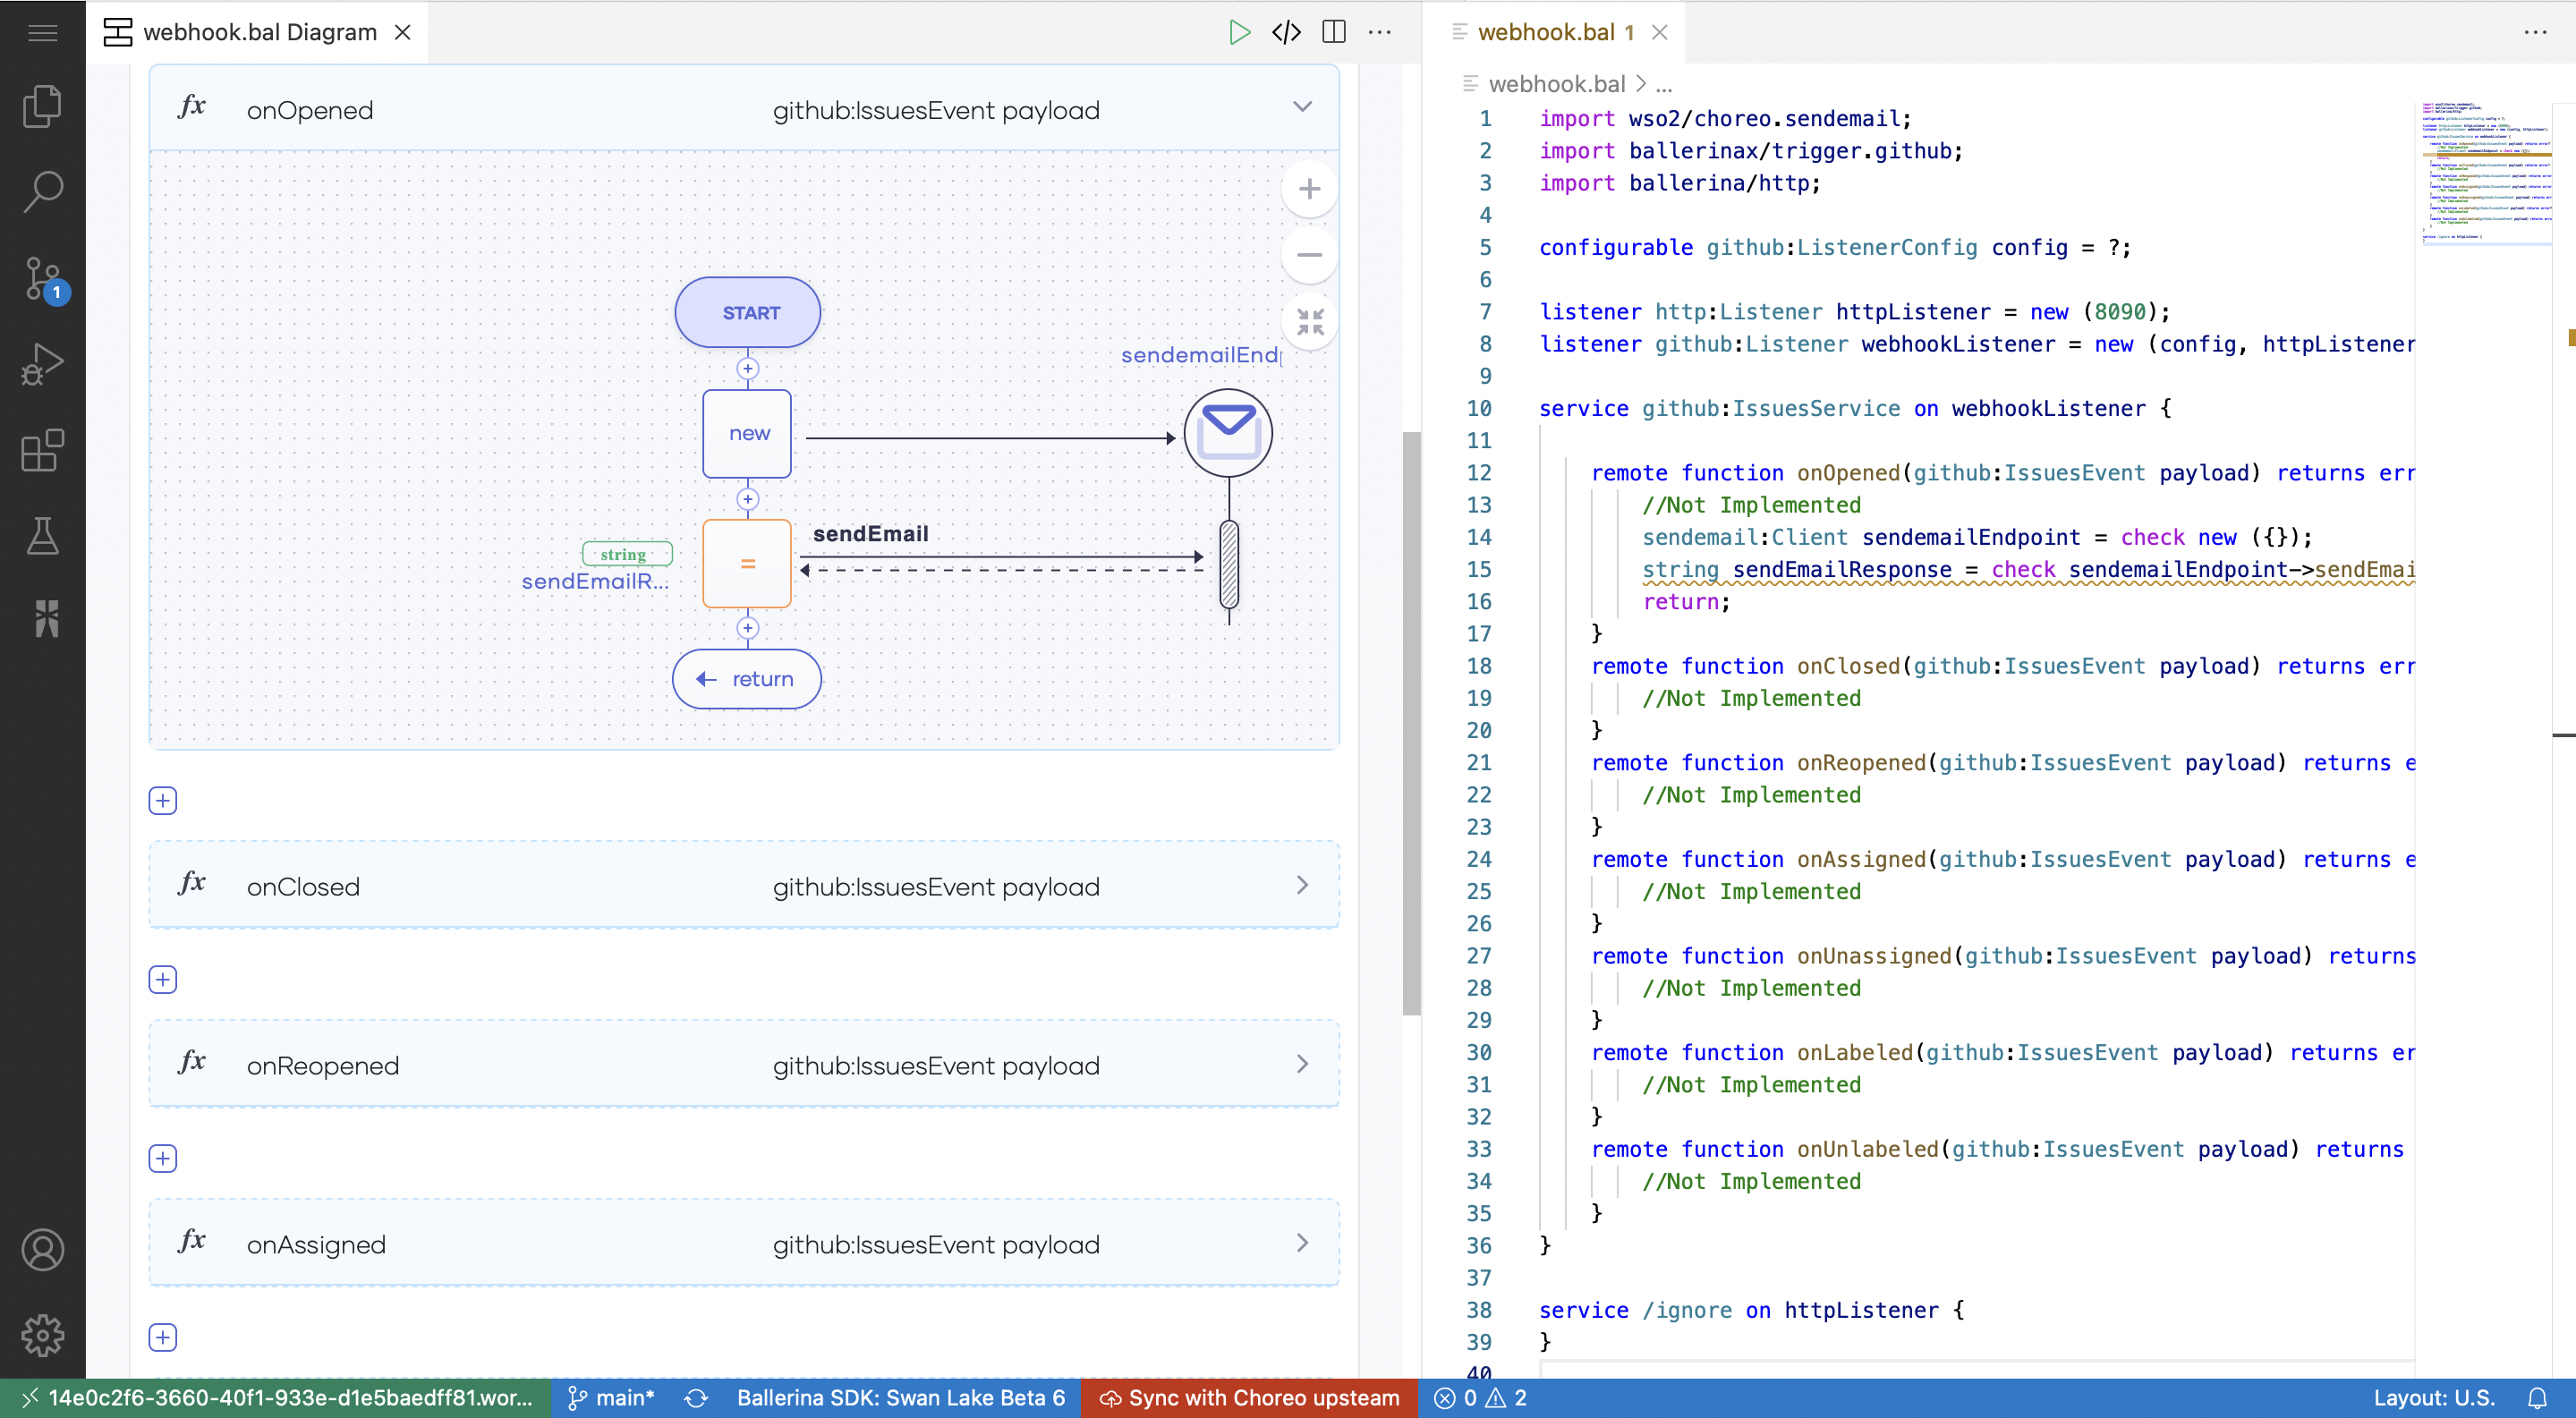 webhook.bal Diagram
fx onOpened github:IssuesEvent payload
START
sendemailEnd
new
sendEmail
string
=
sendEmailR...
return
fx onClosed github:IssuesEvent payload
fx onReopened github:IssuesEvent payload
fx onAssigned github:IssuesEvent payload
webhook.bal 1
webhook.bal > ...
1 import wso2/choreo.sendemail;
2 import ballerinax/trigger.github;
3 import ballerina/http;
4
5 configurable github:ListenerConfig config = ?;
6
7 listener http:Listener httpListener = new (8090);
8 listener github:Listener webhookListener = new (config, httpListener
9
10 service github:IssuesService on webhookListener {
11
12 remote function onOpened(github:IssuesEvent payload) returns err
13 //Not Implemented
14 sendemail:Client sendemailEndpoint = check new ({});
15 string sendEmailResponse = check sendemailEndpoint->sendEmai
16 return;
17 }
18 remote function onClosed(github:IssuesEvent payload) returns err
19 //Not Implemented
20 }
21 remote function onReopened(github:IssuesEvent payload) returns e
22 //Not Implemented
23 }
24 remote function onAssigned(github:IssuesEvent payload) returns e
25 //Not Implemented
26 }
27 remote function onUnassigned(github:IssuesEvent payload) returns
28 //Not Implemented
29 }
30 remote function onLabeled(github:IssuesEvent payload) returns er
31 //Not Implemented
32 }
33 remote function onUnlabeled(github:IssuesEvent payload) returns
34 //Not Implemented
35 }
36 }
37
38 service /ignore on httpListener {
39 }
40
1
14e0c2f6-3660-40f1-933e-d1e5baedff81.wor... main* Ballerina SDK: Swan Lake Beta 6 Sync with Choreo upsteam 0 2 Layout: U.S.